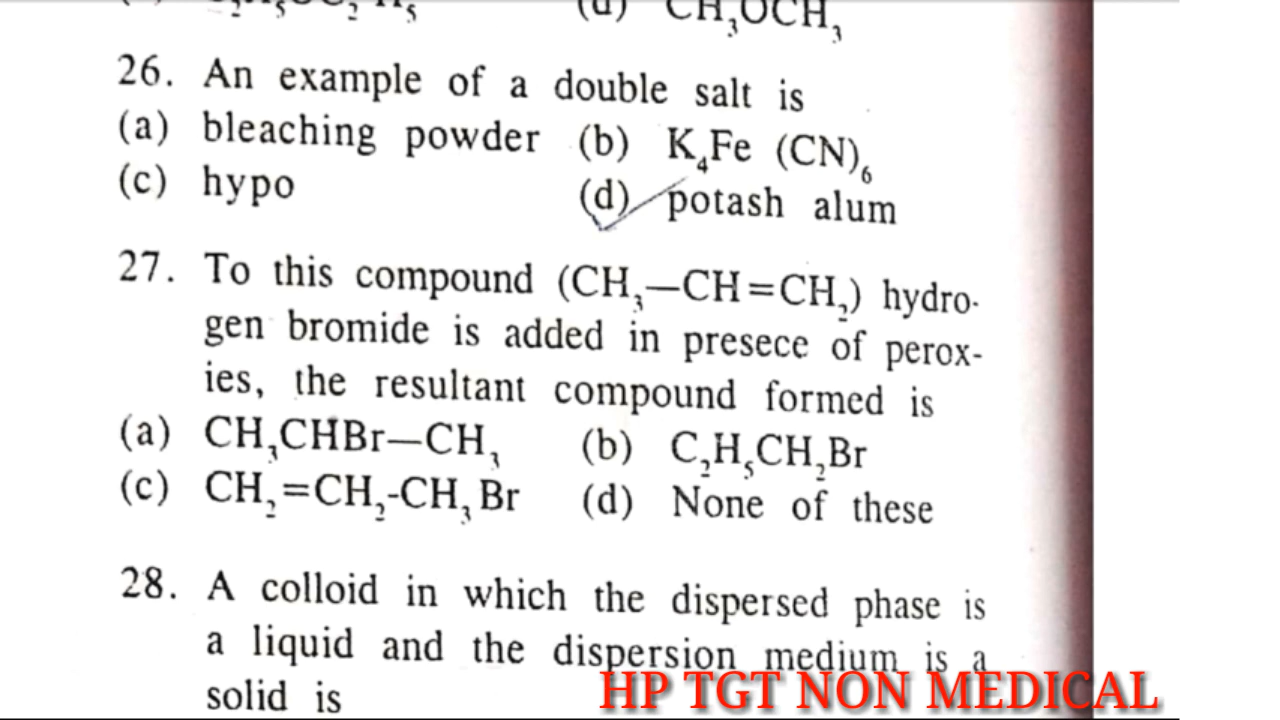 (d) CH₃OCH₃
26. An example of a double salt is
(a) bleaching powder (b) K₄Fe (CN)₆
(c) hypo (d) potash alum
27. To this compound (CH₃—CH=CH₂) hydro-
gen bromide is added in presece of perox-
ies, the resultant compound formed is
(a) CH₃CHBr—CH₃ (b) C₂H₅CH₂Br
(c) CH₂=CH₂-CH₃Br (d) None of these
28. A colloid in which the dispersed phase is
a liquid and the dispersion medium is a
solid is
HP TGT NON MEDICAL